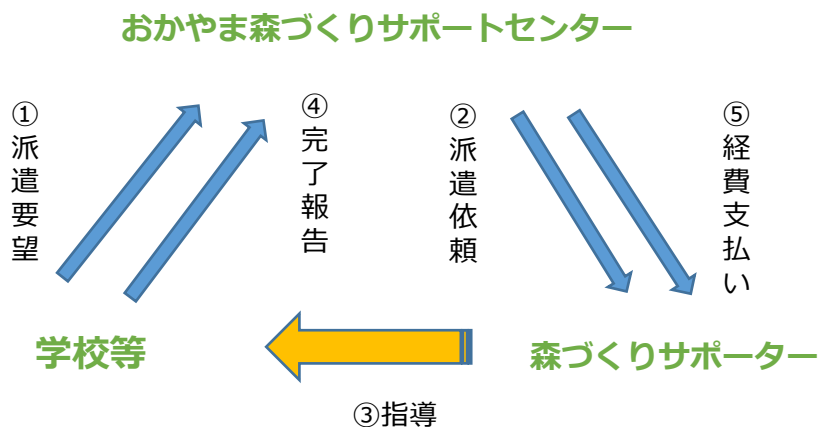 おかやま森づくりサポートセンター
①派遣要望
④完了報告
②派遣依頼
⑤経費支払い
学校等
森づくりサポーター
③指導